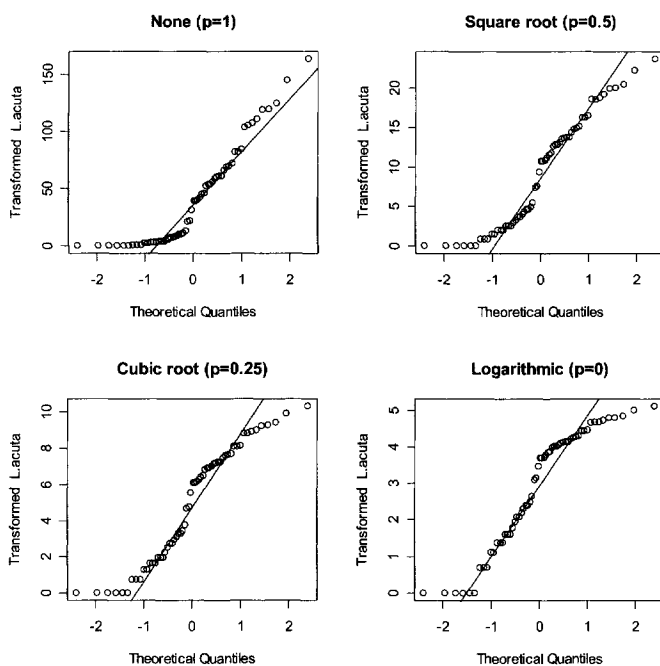 None (p=1)
Transformed L.acuta
0 50 100 150
-2 -1 0 1 2
Theoretical Quantiles
Square root (p=0.5)
Transformed L.acuta
0 5 10 15 20
-2 -1 0 1 2
Theoretical Quantiles
Cubic root (p=0.25)
Transformed L.acuta
0 2 4 6 8 10
-2 -1 0 1 2
Theoretical Quantiles
Logarithmic (p=0)
Transformed L.acuta
0 1 2 3 4 5
-2 -1 0 1 2
Theoretical Quantiles